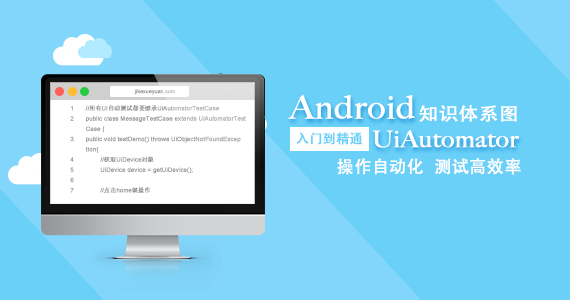 jikexueyuan.com
1 //所有UI自动测试都要继承UIAutomatorTestCase
2 public class MessageTestCase extends UIAutomatorTest
Case {
3 public void testDemo() throws UIObjectNotFoundExcep
tion{
4 //获取UiDevice对象
5 UiDevice device = getUiDevice();
6
7 //点击home键操作
Android 知识体系图
入门到精通 UiAutomator
操作自动化 测试高效率